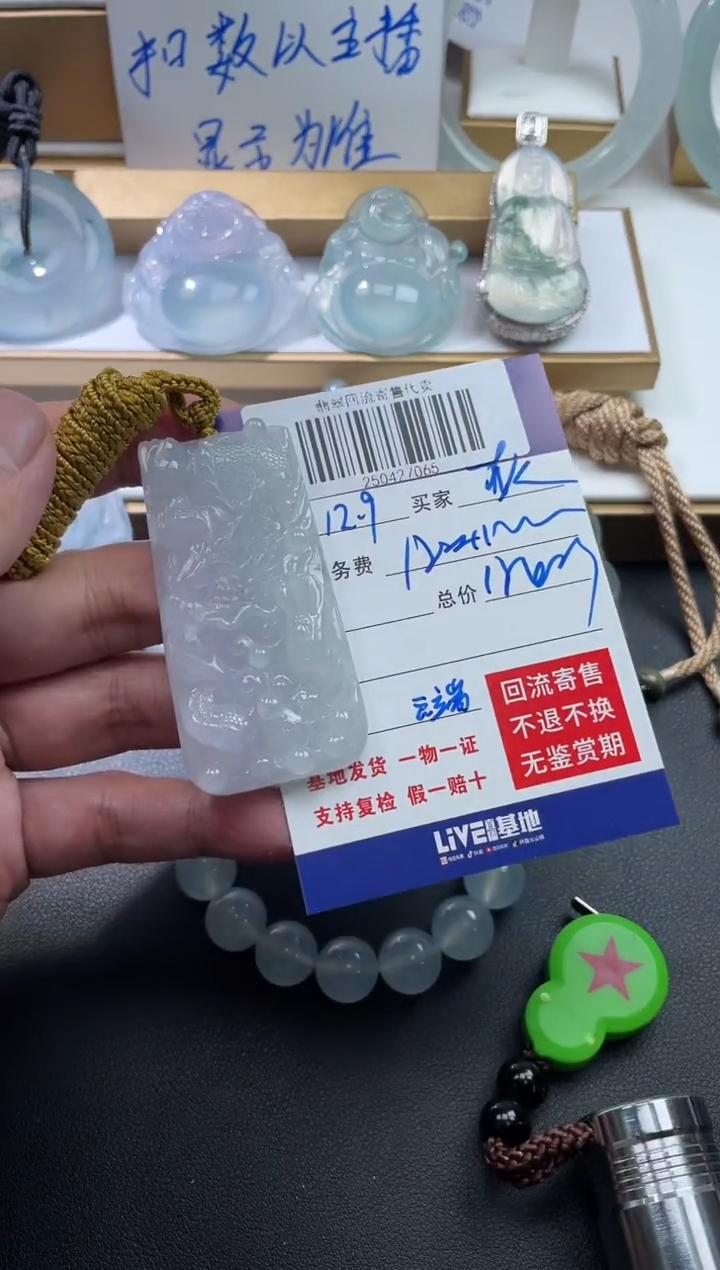 扣数以主播
显示为准
翡翠回流寄售代卖
250427065
12.9 买家
务费
总价
云端
回流寄售
不退不换
无鉴赏期
基地发货 一物一证
支持复检 假一赔十
LIVE直播基地